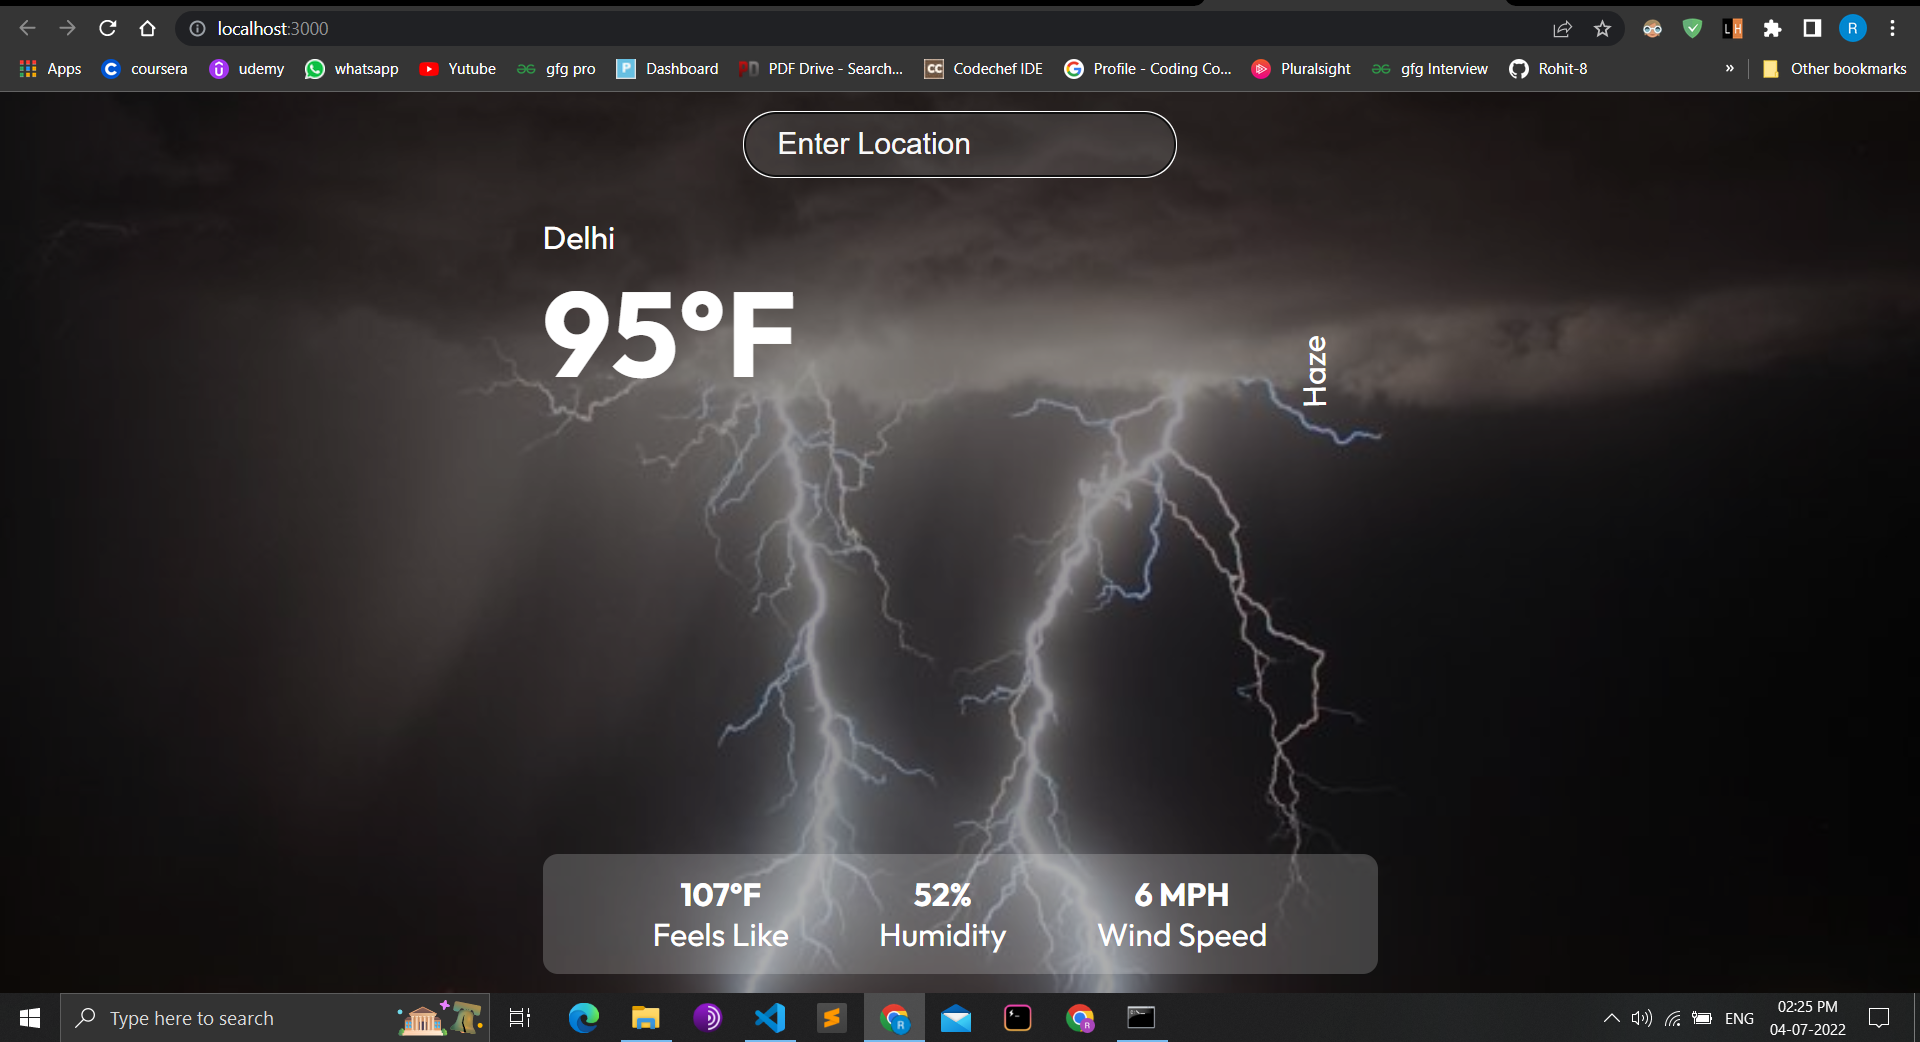 localhost:3000
R
Apps
coursera
udemy
whatsapp
Yutube
gfg pro
Dashboard
PDF Drive - Search...
CC Codechef IDE
Profile - Coding Co...
Pluralsight
gfg Interview
Rohit-8
»
Other bookmarks
Enter Location
Delhi
95°F
Haze
107°F 52% 6 MPH
Feels Like Humidity Wind Speed
Type here to search
ENG
02:25 PM
04-07-2022